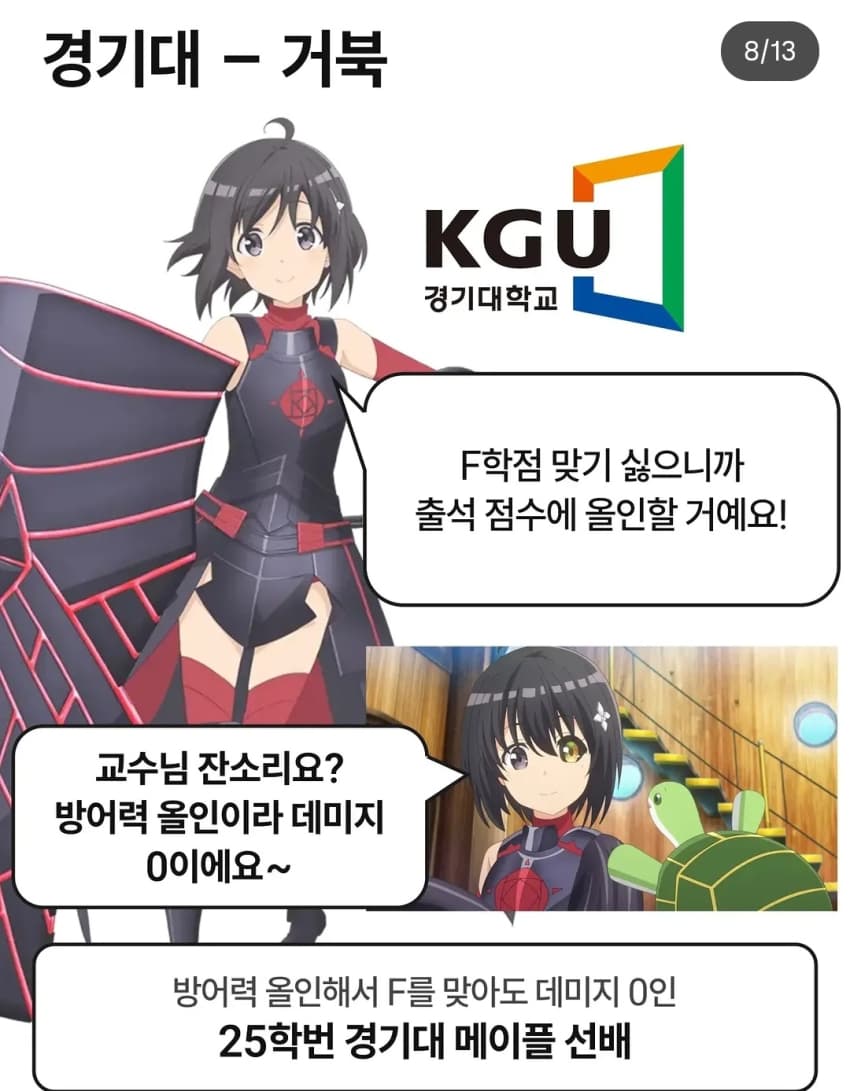 경기대 – 거북
8/13
KGU
경기대학교
F학점 맞기 싫으니까
출석 점수에 올인할 거예요!
교수님 잔소리요?
방어력 올인이라 데미지
0이에요~
방어력 올인해서 F를 맞아도 데미지 0인
25학번 경기대 메이플 선배